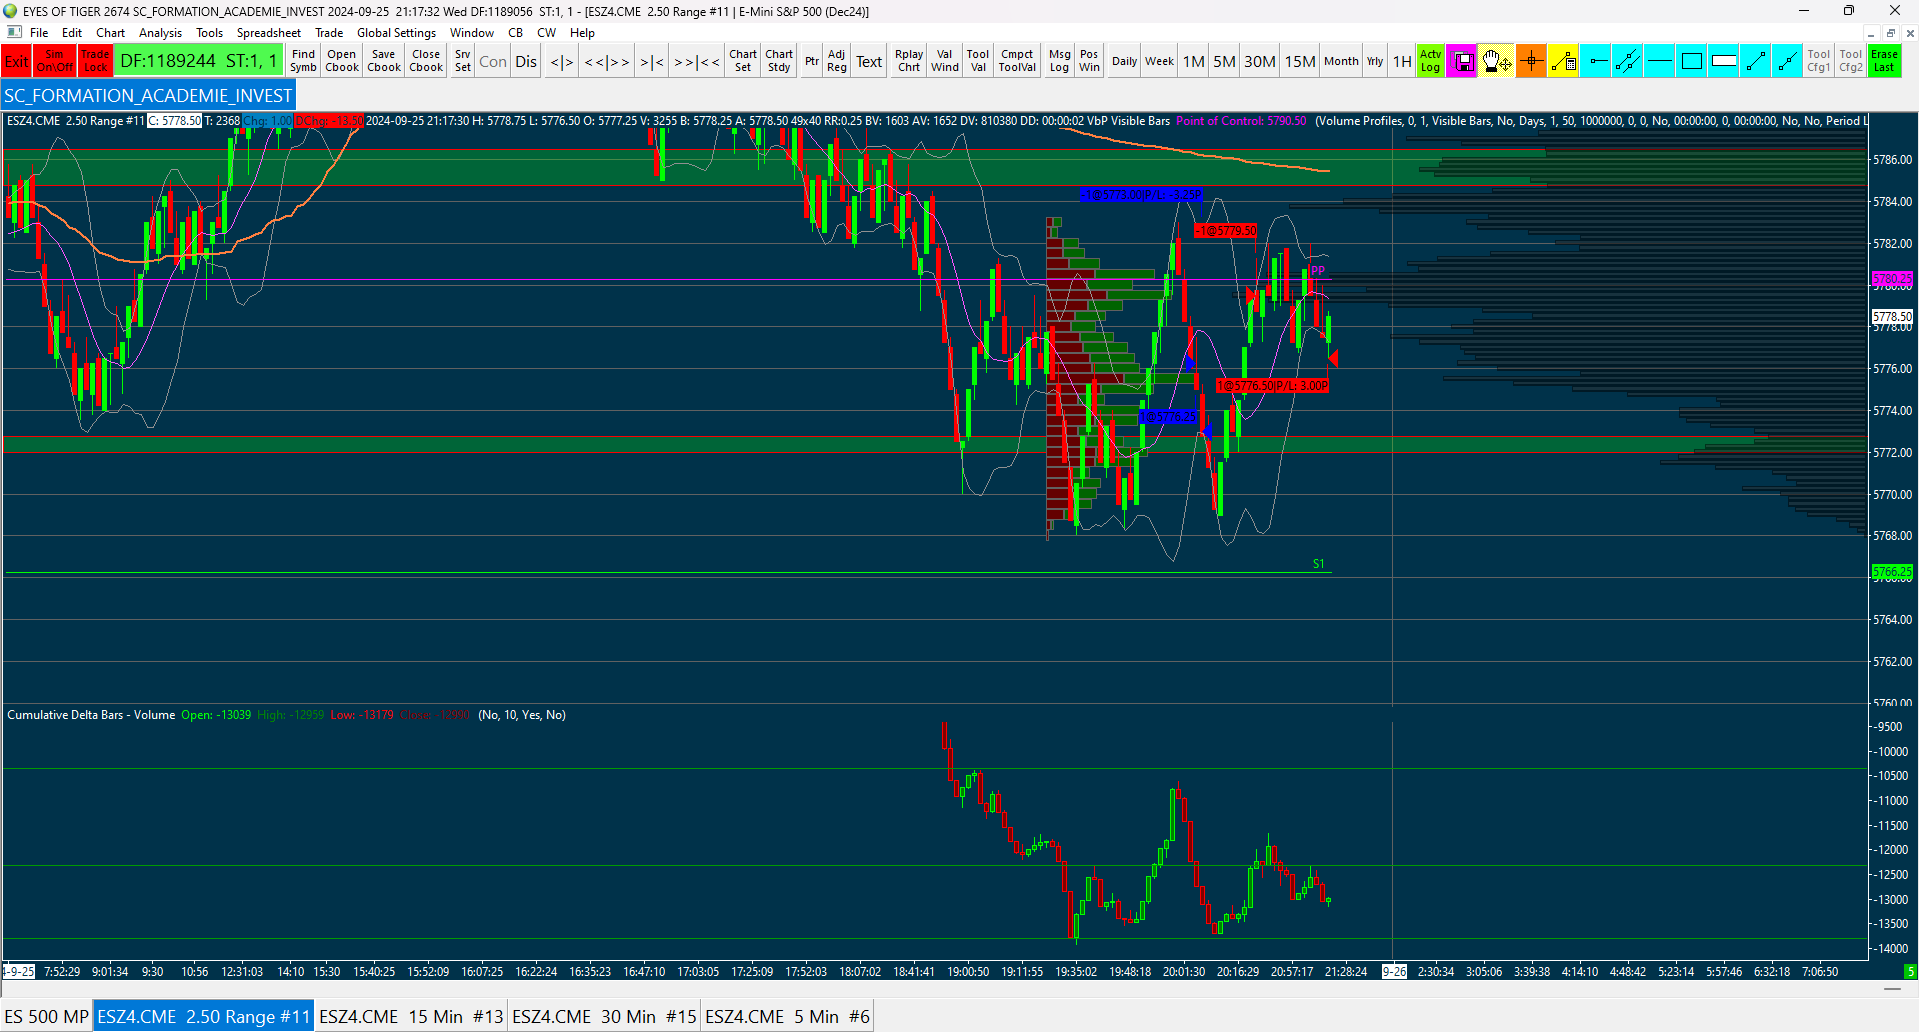 EYES OF TIGER 2674 SC_FORMATION_ACADEMIE_INVEST 2024-09-25  21:17:32 Wed DF:1189056  ST:1, 1 - [ESZ4.CME  2.50 Range #11 | E-Mini S&P 500 (Dec24)]
File Edit Chart Analysis Tools Spreadsheet Trade Global Settings Window CB CW Help
Exit Sim On\Off Trade Lock DF:1189244  ST:1, 1 Find Symb Open Cbook Save Cbook Close Cbook Srv Set Con Dis <|> <<|>> >|< >>|<< Chart Set Chart Stdy Ptr Adj Reg Text Rplay Chrt Val Wind Tool Val Cmpct ToolVal Msg Log Pos Win Daily Week 1M 5M 30M 15M Month Yrly 1H Actv Log Tool Cfg1 Tool Cfg2 Erase Last
SC_FORMATION_ACADEMIE_INVEST
ESZ4.CME  2.50 Range #11 C: 5778.50 T: 2368 Chg: 1.00 DChg: -13.50 2024-09-25 21:17:30 H: 5778.75 L: 5776.50 O: 5777.25 V: 3255 B: 5778.25 A: 5778.50 49x40 RR:0.25 BV: 1603 AV: 1652 DV: 810380 DD: 00:00:02 VbP Visible Bars  Point of Control: 5790.50  (Volume Profiles, 0, 1, Visible Bars, No, Days, 1, 50, 1000000, 0, 0, No, 00:00:00, 0, 00:00:00, No, No, Period L
5786.00
-1@5773.00|P/L: -3.25P
5784.00
-1@5779.50
5782.00
PP
5780.25
5780.00
5778.50
5778.00
5776.00
1@5776.50|P/L: 3.00P
5774.00
1@5776.25
5772.00
5770.00
5768.00
S1
5766.25
5766.00
5764.00
5762.00
5760.00
Cumulative Delta Bars - Volume  Open: -13039  High: -12959  Low: -13179  Close: -12990  (No, 10, Yes, No)
-9500
-10000
-10500
-11000
-11500
-12000
-12500
-13000
-13500
-14000
4-9-25 7:52:29 9:01:34 9:30 10:56 12:31:03 14:10 15:30 15:40:25 15:52:09 16:07:25 16:22:24 16:35:23 16:47:10 17:03:05 17:25:09 17:52:03 18:07:02 18:41:41 19:00:50 19:11:55 19:35:02 19:48:18 20:01:30 20:16:29 20:57:17 21:28:24 9-26 2:30:34 3:05:06 3:39:38 4:14:10 4:48:42 5:23:14 5:57:46 6:32:18 7:06:50 5
ES 500 MP ESZ4.CME  2.50 Range #11 ESZ4.CME  15 Min  #13 ESZ4.CME  30 Min  #15 ESZ4.CME  5 Min  #6